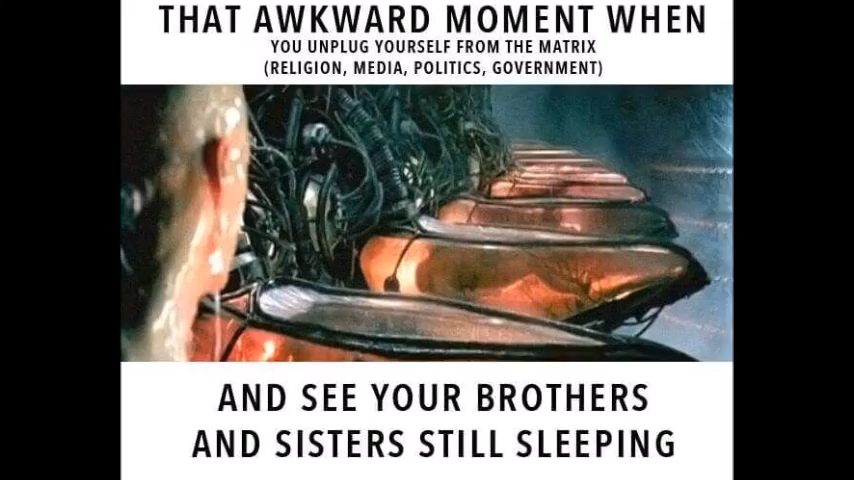 THAT AWKWARD MOMENT WHEN
YOU UNPLUG YOURSELF FROM THE MATRIX
(RELIGION, MEDIA, POLITICS, GOVERNMENT)
AND SEE YOUR BROTHERS
AND SISTERS STILL SLEEPING